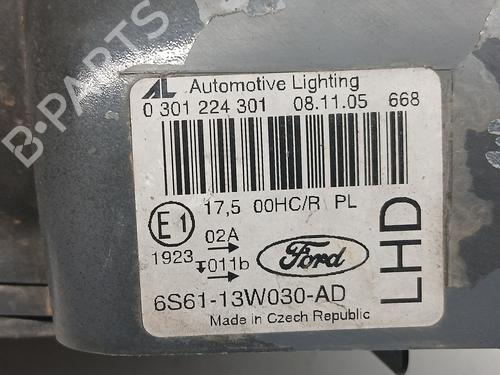 B-PARTS
AL Automotive Lighting
0 301 224 301 08.11.05 668
E1 17,5 00HC/R PL
02A
1923 011b
Ford
LHD
6S61-13W030-AD
Made in Czech Republic